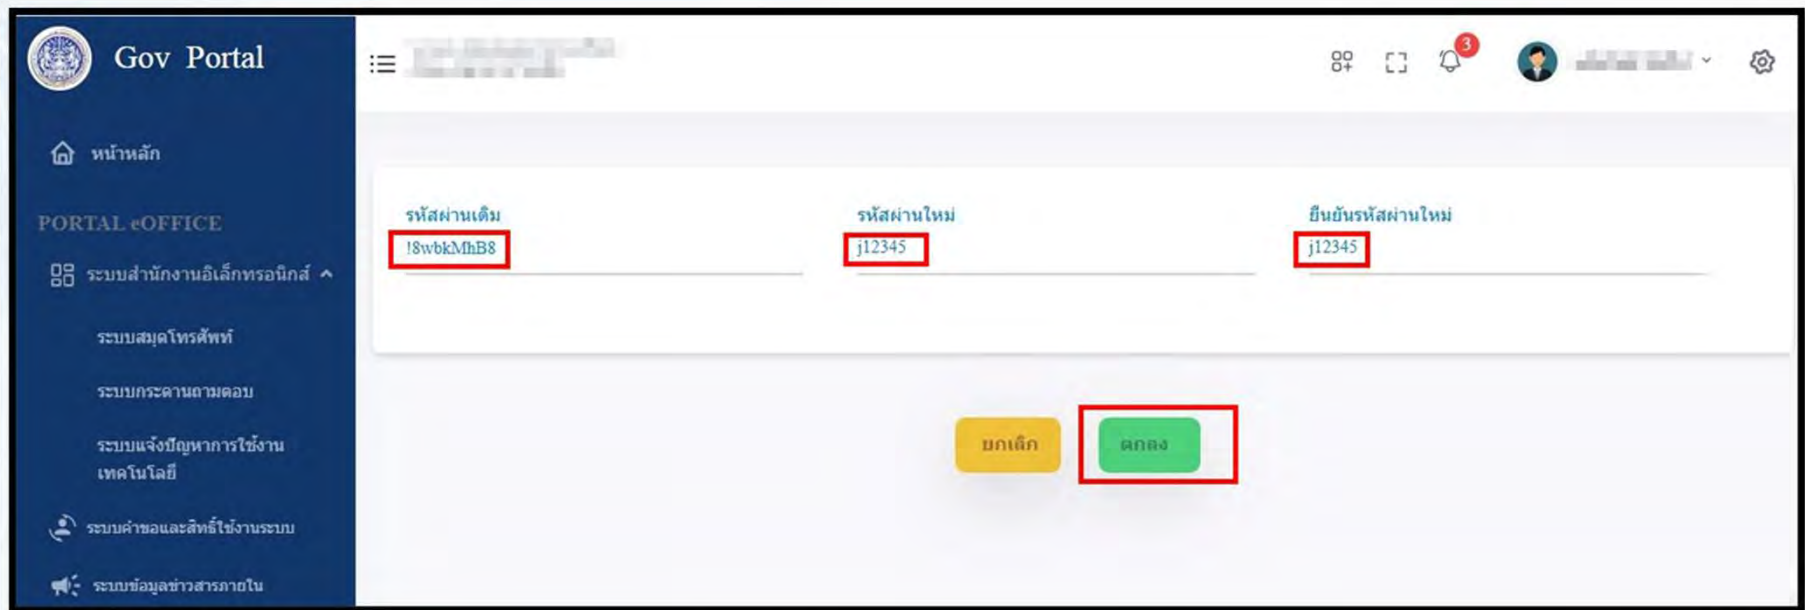 Gov Portal
3
หน้าหลัก
PORTAL eOFFICE
ระบบสำนักงานอิเล็กทรอนิกส์
ระบบสมุดโทรศัพท์
ระบบกระดานถามตอบ
ระบบแจ้งปัญหาการใช้งาน
เทคโนโลยี
ระบบคำขอและสิทธิ์ใช้งานระบบ
ระบบข้อมูลข่าวสารภายใน
รหัสผ่านเดิม
!8wbkMhB8
รหัสผ่านใหม่
j12345
ยืนยันรหัสผ่านใหม่
j12345
ยกเลิก
ตกลง